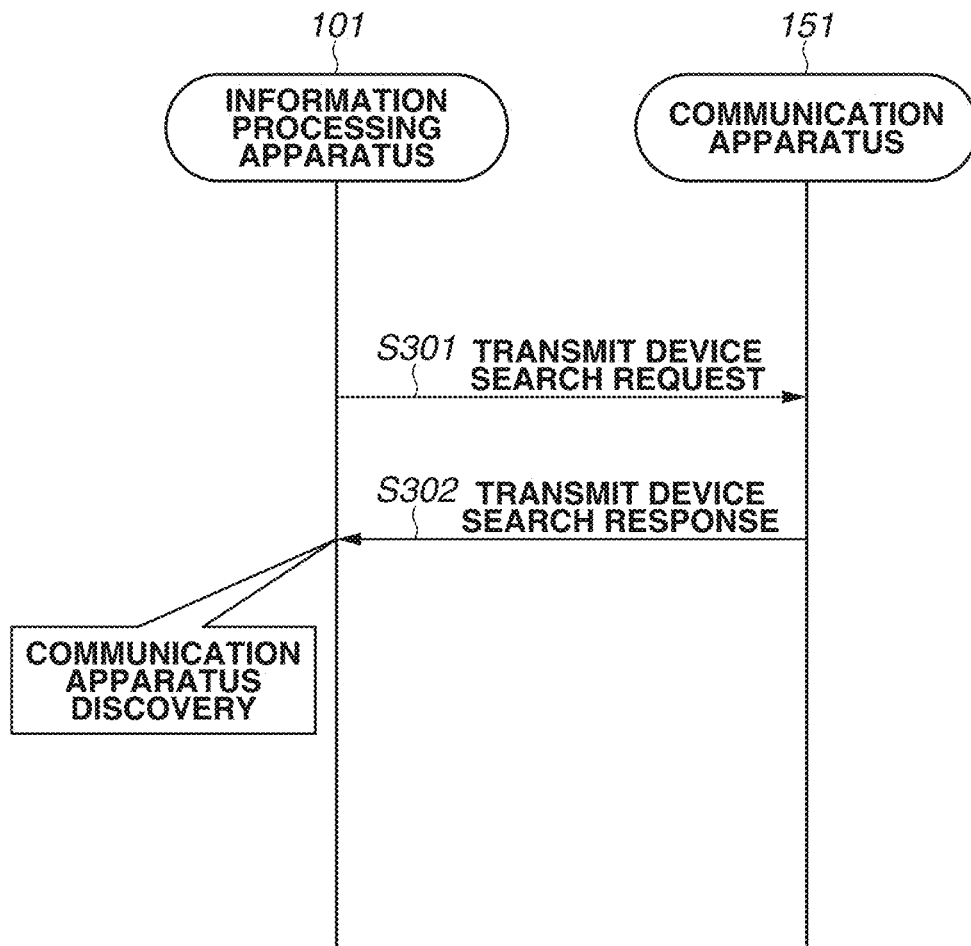 101
151
INFORMATION
PROCESSING
APPARATUS
COMMUNICATION
APPARATUS
S301 TRANSMIT DEVICE
SEARCH REQUEST
S302 TRANSMIT DEVICE
SEARCH RESPONSE
COMMUNICATION
APPARATUS
DISCOVERY